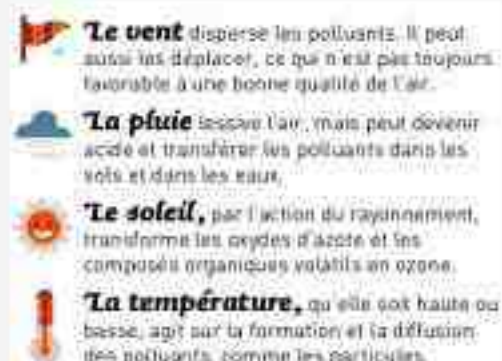 Le vent disperse les polluants. Il peut
aussi les déplacer, ce qui n'est pas toujours
favorable à une bonne qualité de l'air.
La pluie lessive l'air, mais peut devenir
acide et transférer les polluants dans les
sols et dans les eaux.
Le soleil, par l'action du rayonnement,
transforme les oxydes d'azote et les
composés organiques volatils en ozone.
La température, qu'elle soit haute ou
basse, agit sur la formation et la diffusion
des polluants, comme les particules.